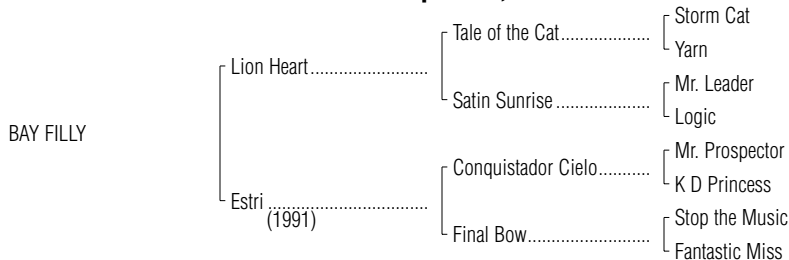 Storm Cat
Tale of the Cat....................
Yarn
Lion Heart..........................
Mr. Leader
Satin Sunrise ....................
Logic
BAY FILLY
Mr. Prospector
Conquistador Cielo...........
K D Princess
Estri ..................................
(1991)
Stop the Music
Final Bow..........................
Fantastic Miss